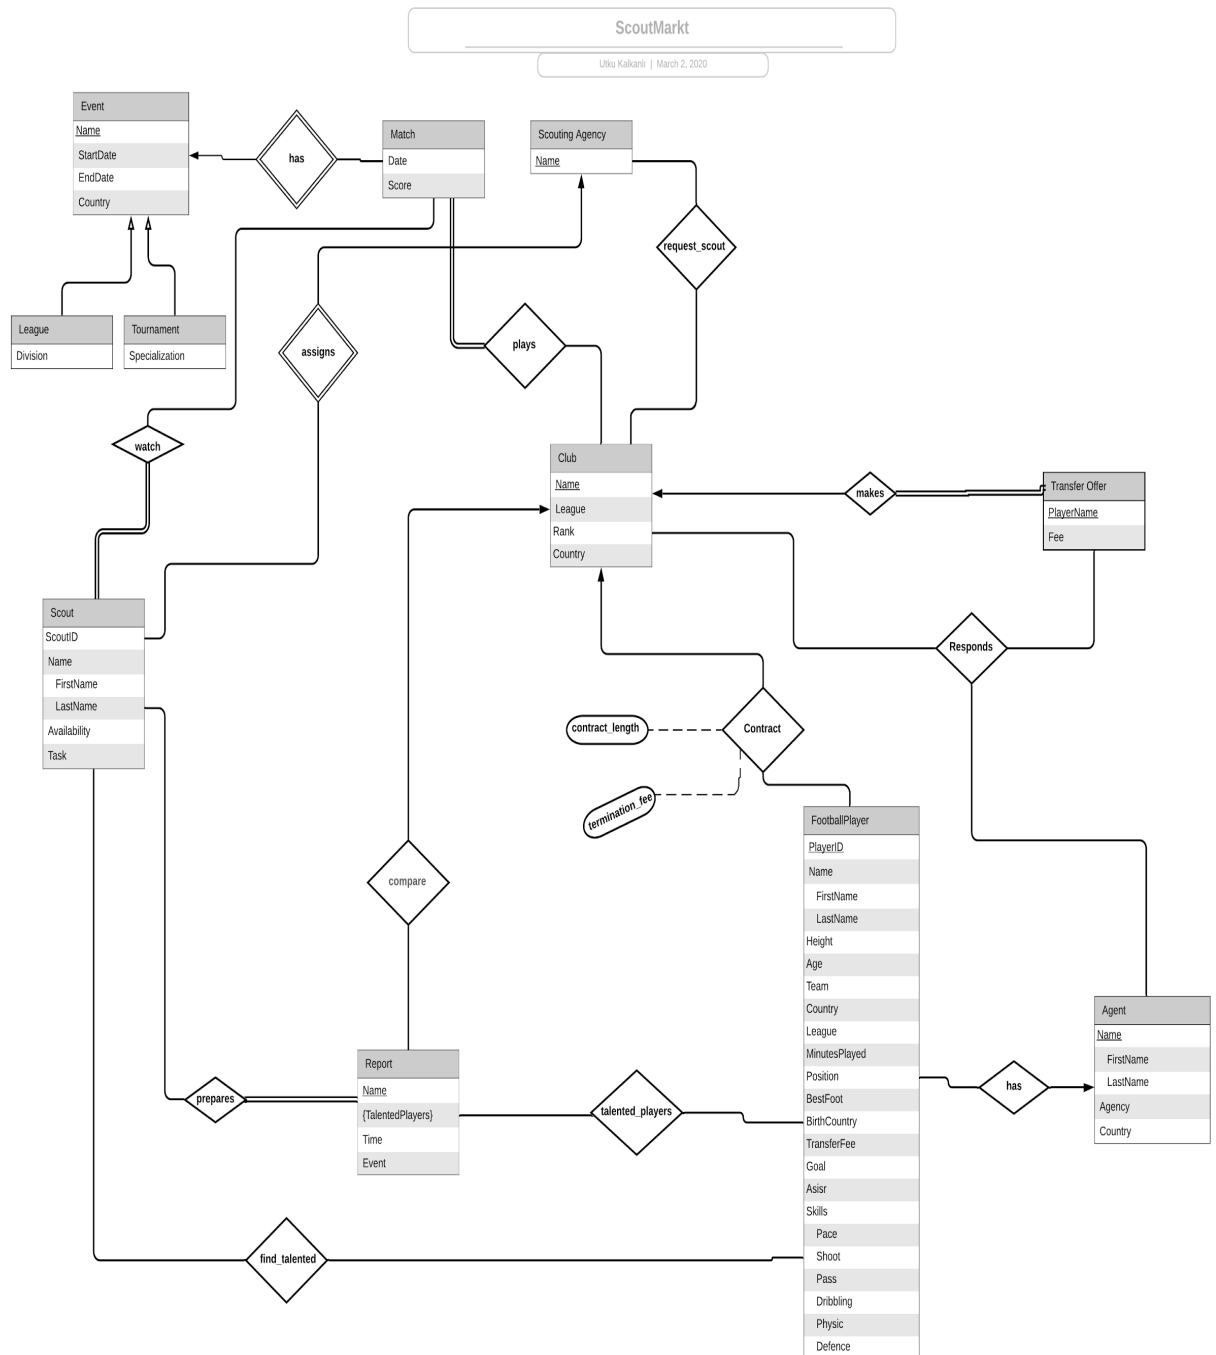 ScoutMarkt
Utku Kalkanlı | March 2, 2020
Event
Name
StartDate
EndDate
Country
has
Match
Date
Score
Scouting Agency
Name
request_scout
League
Division
Tournament
Specialization
assigns
plays
watch
Club
Name
League
Rank
Country
makes
Transfer Offer
PlayerName
Fee
Scout
ScoutID
Name
FirstName
LastName
Availability
Task
Responds
contract_length
Contract
termination_fee
FootballPlayer
PlayerID
Name
FirstName
LastName
Height
Age
Team
Country
League
MinutesPlayed
Position
BestFoot
BirthCountry
TransferFee
Goal
Asisr
Skills
Pace
Shoot
Pass
Dribbling
Physic
Defence
compare
Agent
Name
FirstName
LastName
Agency
Country
has
Report
Name
{TalentedPlayers}
Time
Event
prepares
talented_players
find_talented